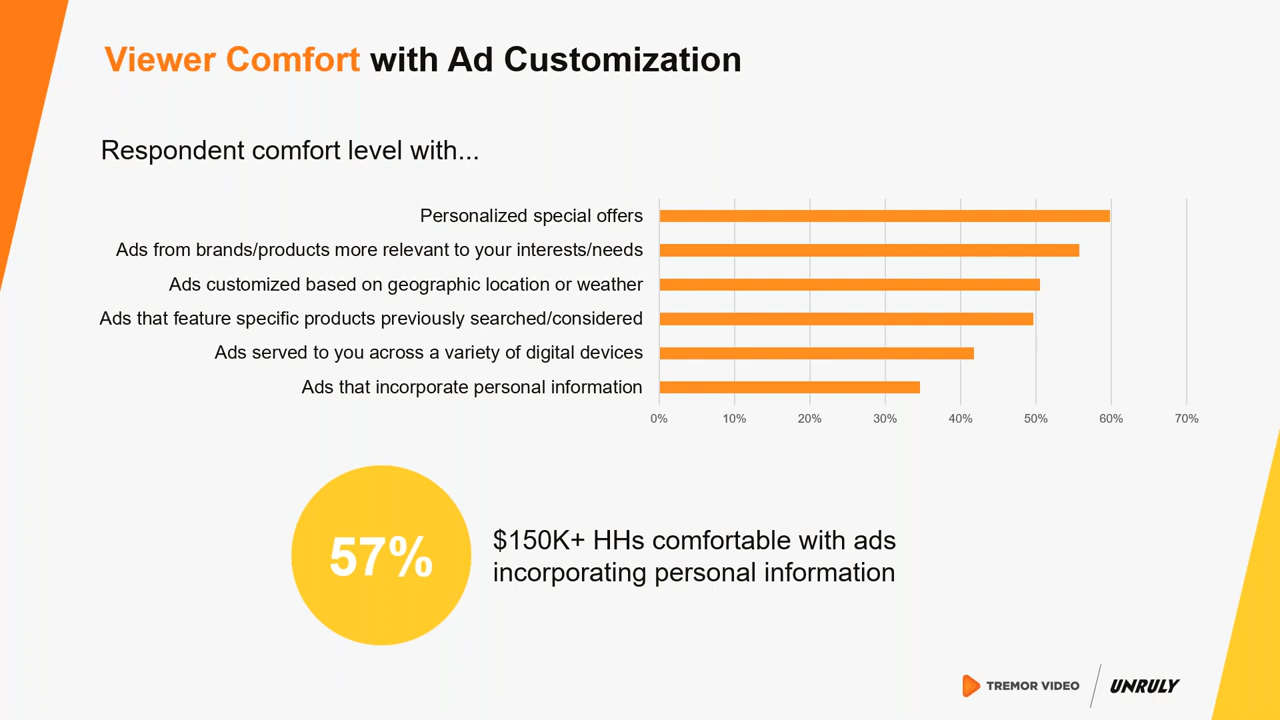 Viewer Comfort with Ad Customization
Respondent comfort level with...
Personalized special offers
Ads from brands/products more relevant to your interests/needs
Ads customized based on geographic location or weather
Ads that feature specific products previously searched/considered
Ads served to you across a variety of digital devices
Ads that incorporate personal information
0% 10% 20% 30% 40% 50% 60% 70%
57%
$150K+ HHs comfortable with ads
incorporating personal information
TREMOR VIDEO UNRULY